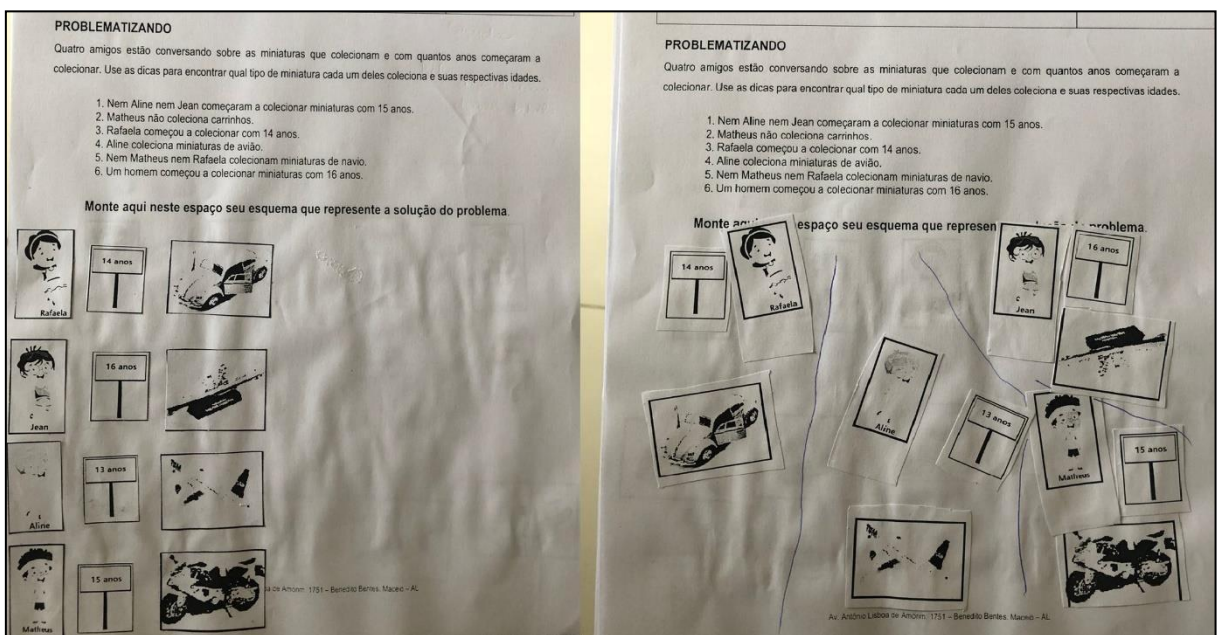 PROBLEMATIZANDO
Quatro amigos estão conversando sobre as miniaturas que colecionam e com quantos anos começaram a
colecionar. Use as dicas para encontrar qual tipo de miniatura cada um deles coleciona e suas respectivas idades.
1. Nem Aline nem Jean começaram a colecionar miniaturas com 15 anos.
2. Matheus não coleciona carrinhos.
3. Rafaela começou a colecionar com 14 anos.
4. Aline coleciona miniaturas de avião.
5. Nem Matheus nem Rafaela colecionam miniaturas de navio.
6. Um homem começou a colecionar miniaturas com 16 anos.
Monte aqui neste espaço seu esquema que represente a solução do problema.
14 anos
Rafaela
16 anos
Jean
13 anos
Aline
15 anos
Matheus
de Amorim, 1751 – Benedito Bentes. Maceió – AL
PROBLEMATIZANDO
Quatro amigos estão conversando sobre as miniaturas que colecionam e com quantos anos começaram a
colecionar. Use as dicas para encontrar qual tipo de miniatura cada um deles coleciona e suas respectivas idades.
1. Nem Aline nem Jean começaram a colecionar miniaturas com 15 anos.
2. Matheus não coleciona carrinhos.
3. Rafaela começou a colecionar com 14 anos.
4. Aline coleciona miniaturas de avião.
5. Nem Matheus nem Rafaela colecionam miniaturas de navio.
6. Um homem começou a colecionar miniaturas com 16 anos.
Monte espaço seu esquema que represen problema.
14 anos
Rafaela
Jean
16 anos
Aline
13 anos
Matheus
15 anos
Av. Antônio Lisboa de Amorim, 1751 – Benedito Bentes. Maceió – AL